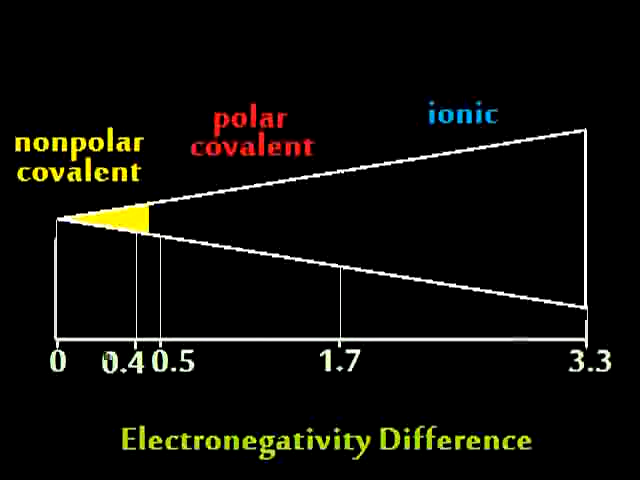 polar
covalent
ionic
nonpolar
covalent
0
0.4
0.5
1.7
3.3
Electronegativity Difference